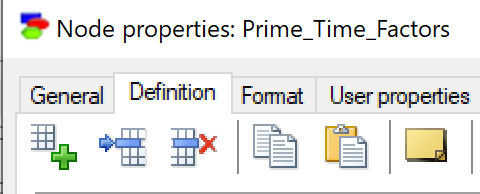 Node properties: Prime_Time_Factors
General Definition Format User properties